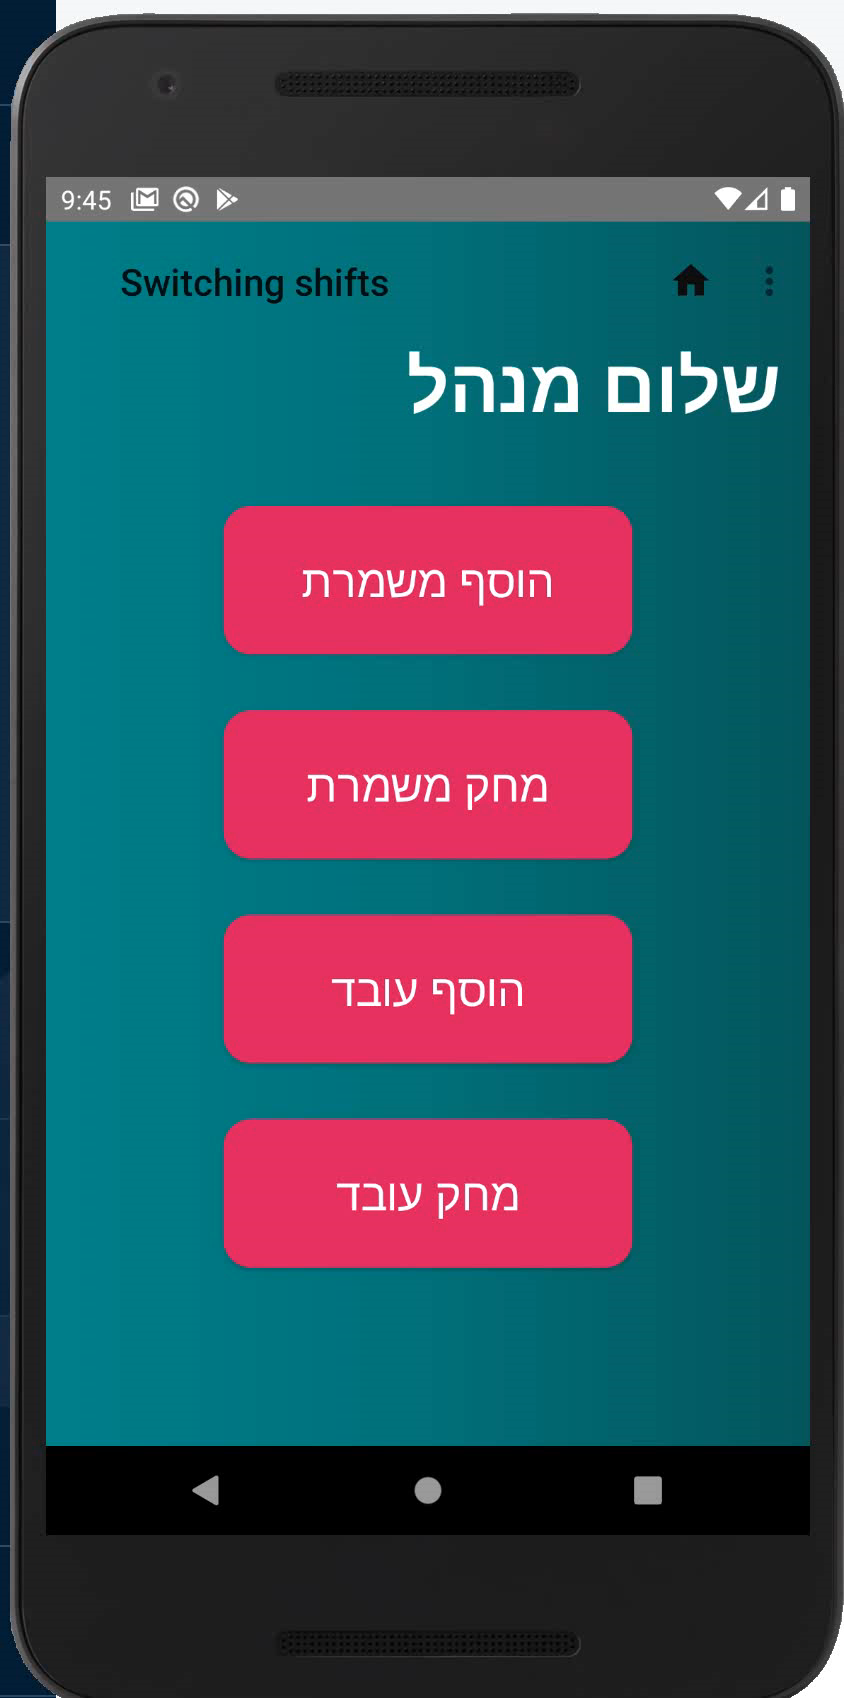 9:45
Switching shifts
שלום מנהל
הוסף משמרת
מחק משמרת
הוסף עובד
מחק עובד